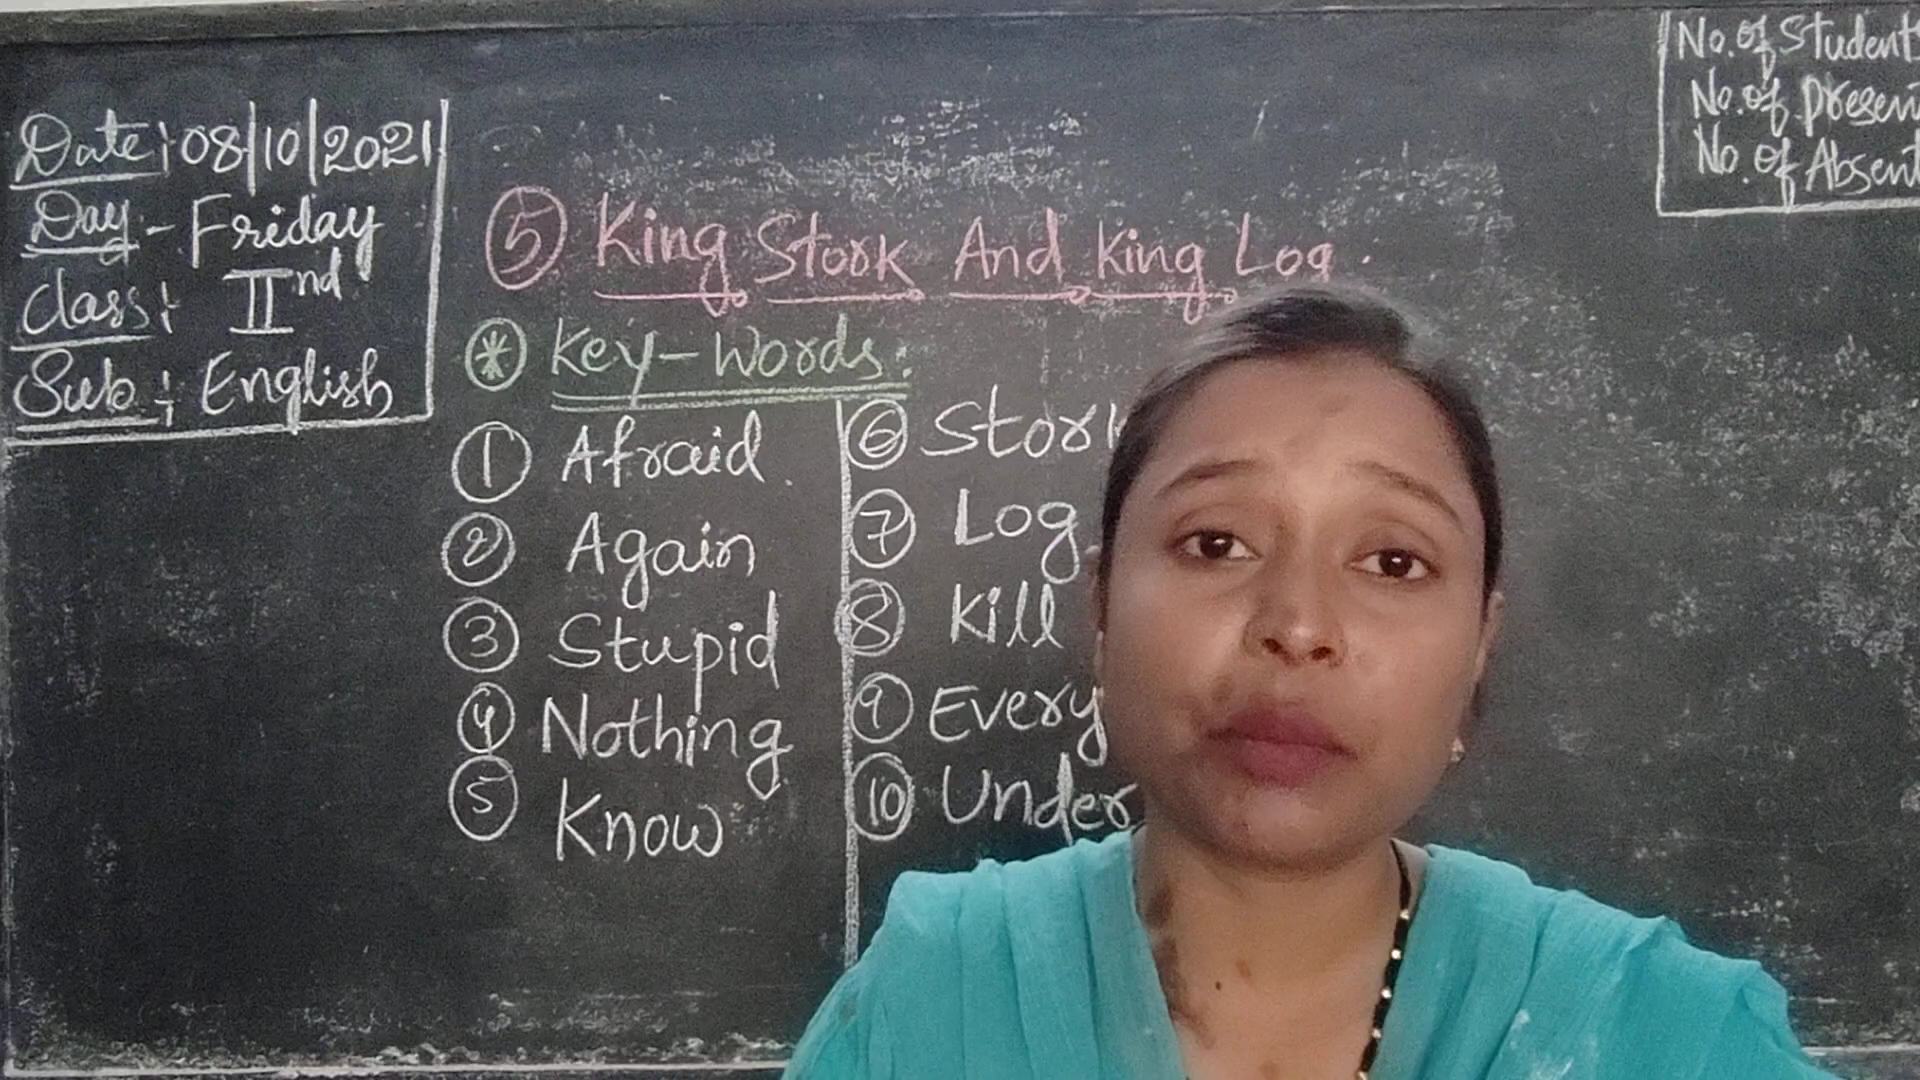 Date: 08/10/2021
Day - Friday
Class: IInd
Sub: English
No. of Student
No. of Presen
No. of Absent
5 King Stork And King Log.
* Key-Words:
1 Afraid
2 Again
3 Stupid
4 Nothing
5 Know
6 Stork
7 Log
8 Kill
9 Every
10 Under